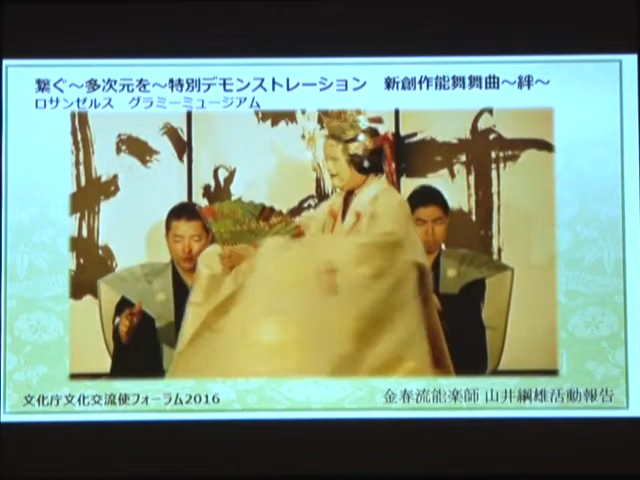 繋ぐ～多次元を～特別デモンストレーション　新創作能舞舞曲～絆～
ロサンゼルス　グラミーミュージアム
文化庁文化交流使フォーラム2016
金春流能楽師 山井綱雄活動報告